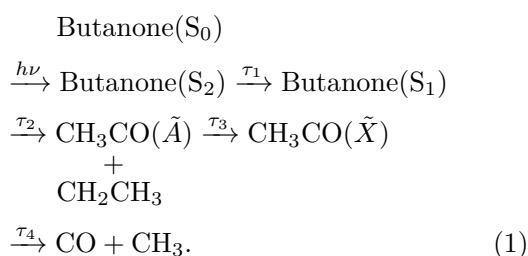 Butanone(S₀)
hν⟶ Butanone(S₂) τ₁⟶ Butanone(S₁)
τ₂⟶ CH₃CO(Ã) τ₃⟶ CH₃CO(X̃)
+
CH₂CH₃
τ₄⟶ CO + CH₃. (1)